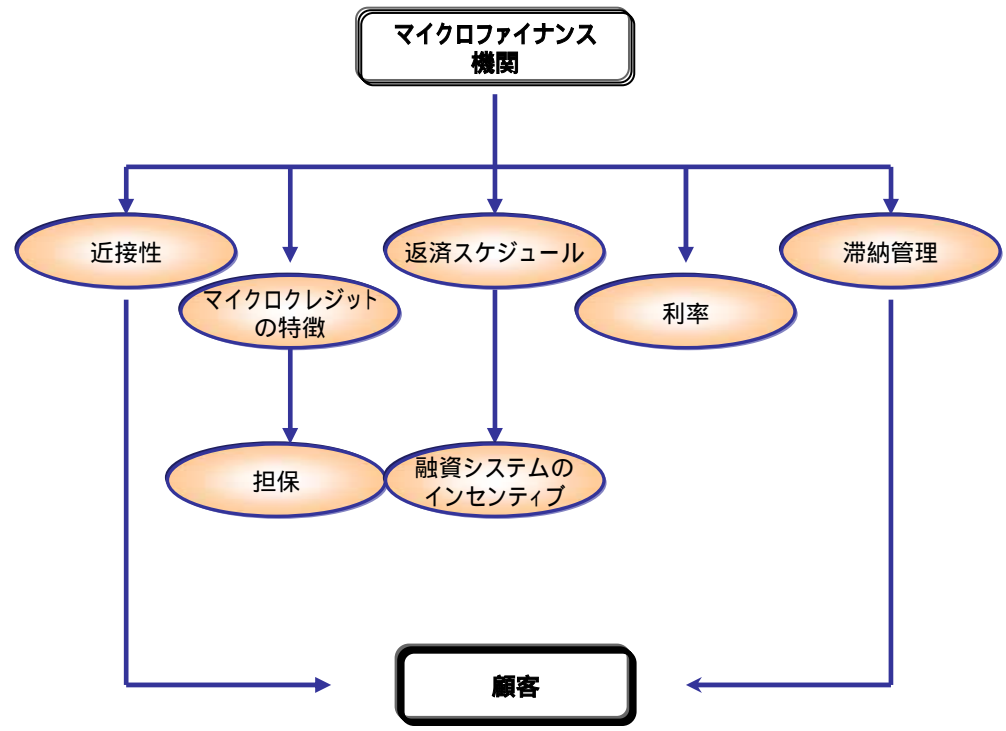 マイクロファイナンス
機関
近接性
返済スケジュール
滞納管理
マイクロクレジット
の特徴
利率
担保
融資システムの
インセンティブ
顧客